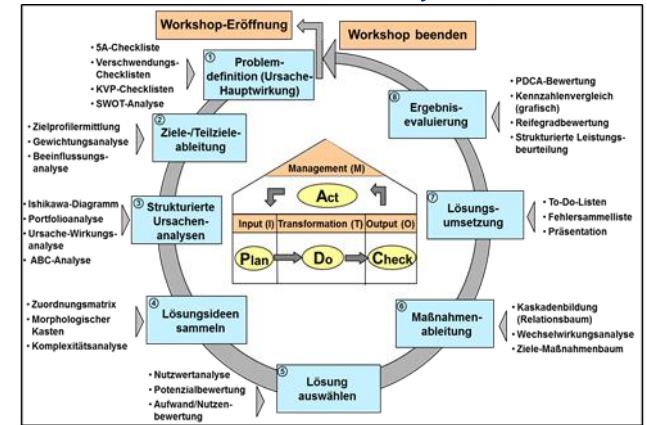 Workshop-Eröffnung
Workshop beenden
• 5A-Checkliste
• Verschwendungs-
Checklisten
• KVP-Checklisten
• SWOT-Analyse
① Problem-
definition (Ursache-
Hauptwirkung)
• Zielprofilermittlung
• Gewichtungsanalyse
• Beeinflussungs-
analyse
② Ziele-/Teilziele-
ableitung
• Ishikawa-Diagramm
• Portfolioanalyse
• Ursache-Wirkungs-
analyse
• ABC-Analyse
③ Strukturierte
Ursachen-
analysen
• Zuordnungsmatrix
• Morphologischer
Kasten
• Komplexitätsanalyse
④ Lösungsideen
sammeln
• Nutzwertanalyse
• Potenzialbewertung
• Aufwand/Nutzen-
bewertung
⑤ Lösung
auswählen
⑥ Maßnahmen-
ableitung
• Kaskadenbildung
(Relationsbaum)
• Wechselwirkungsanalyse
• Ziele-Maßnahmenbaum
⑦ Lösungs-
umsetzung
• To-Do-Listen
• Fehlersammelliste
• Präsentation
⑧ Ergebnis-
evaluierung
• PDCA-Bewertung
• Kennzahlenvergleich
(grafisch)
• Reifegradbewertung
• Strukturierte Leistungs-
beurteilung
Management (M)
Act
Input (I) Transformation (T) Output (O)
Plan Do Check